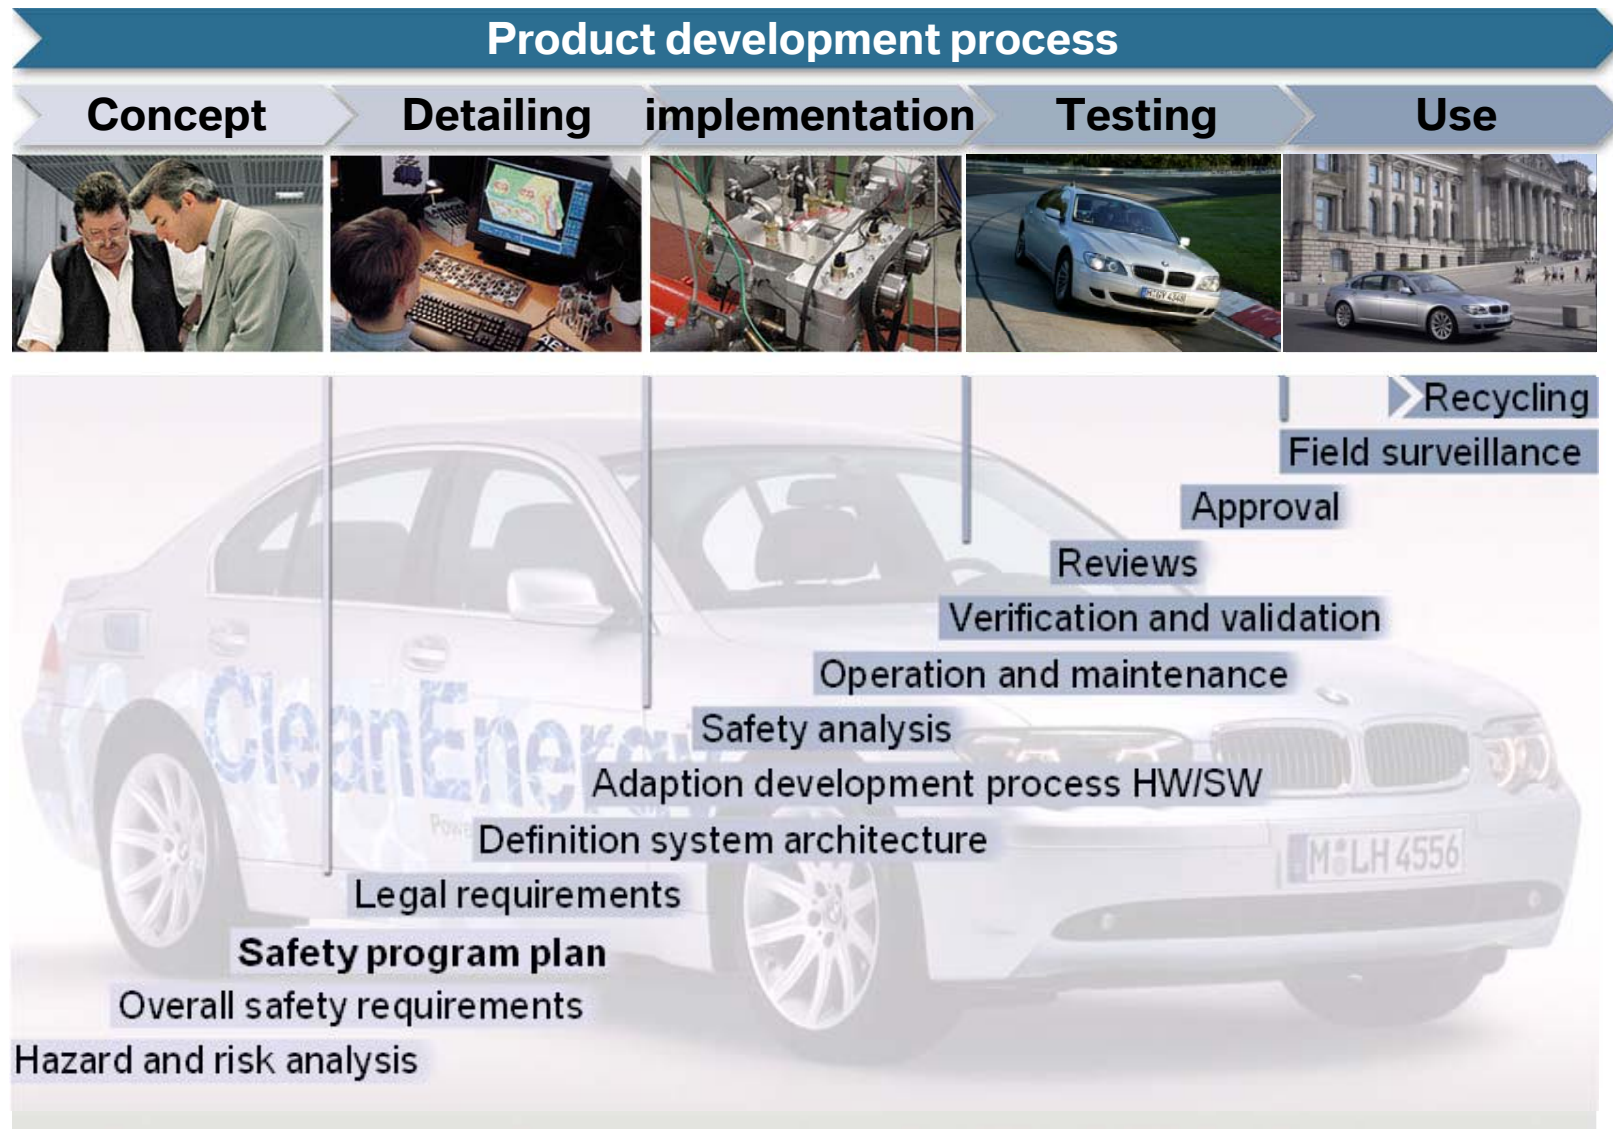 Product development process
Concept
Detailing
implementation
Testing
Use
Recycling
Field surveillance
Approval
Reviews
Verification and validation
Operation and maintenance
Safety analysis
Adaption development process HW/SW
Definition system architecture
Legal requirements
Safety program plan
Overall safety requirements
Hazard and risk analysis
CleanEnergy
M LH 4556